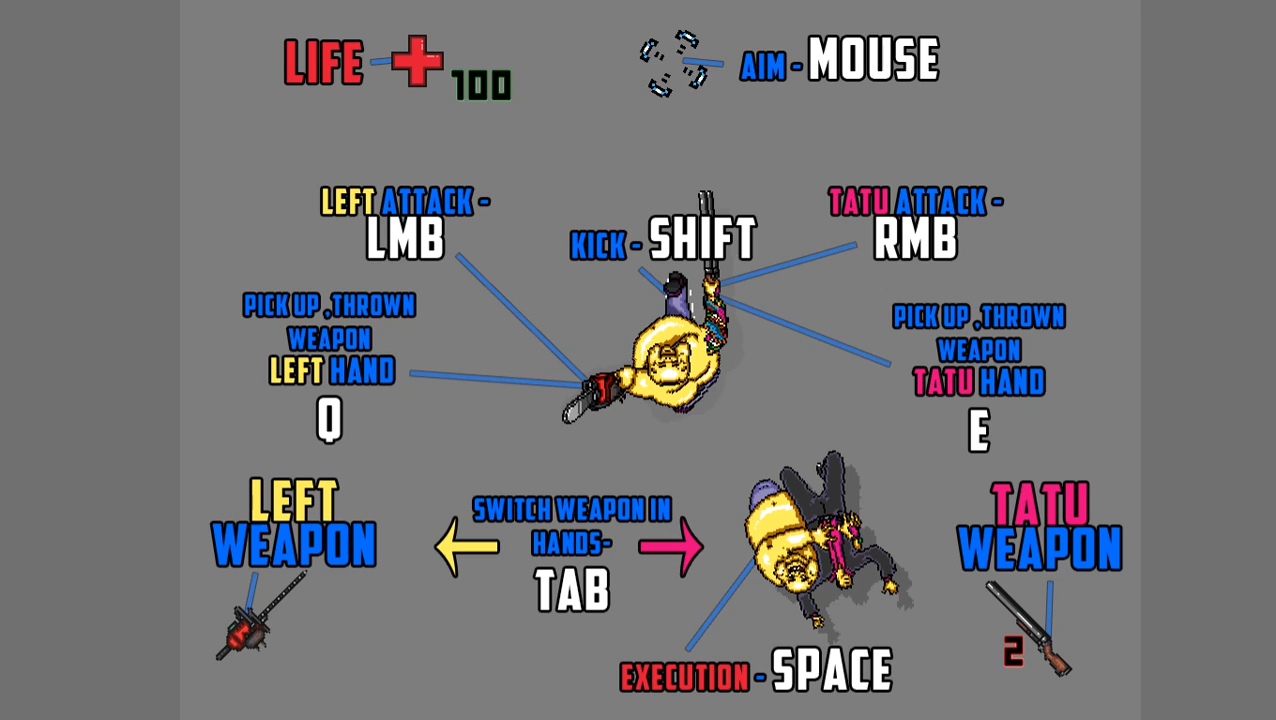 LIFE
100
AIM - MOUSE
LEFT ATTACK -
LMB
KICK - SHIFT
TATU ATTACK -
RMB
PICK UP ,THROWN
WEAPON
LEFT HAND
Q
PICK UP ,THROWN
WEAPON
TATU HAND
E
LEFT
WEAPON
SWITCH WEAPON IN
HANDS-
TAB
TATU
WEAPON
2
EXECUTION - SPACE